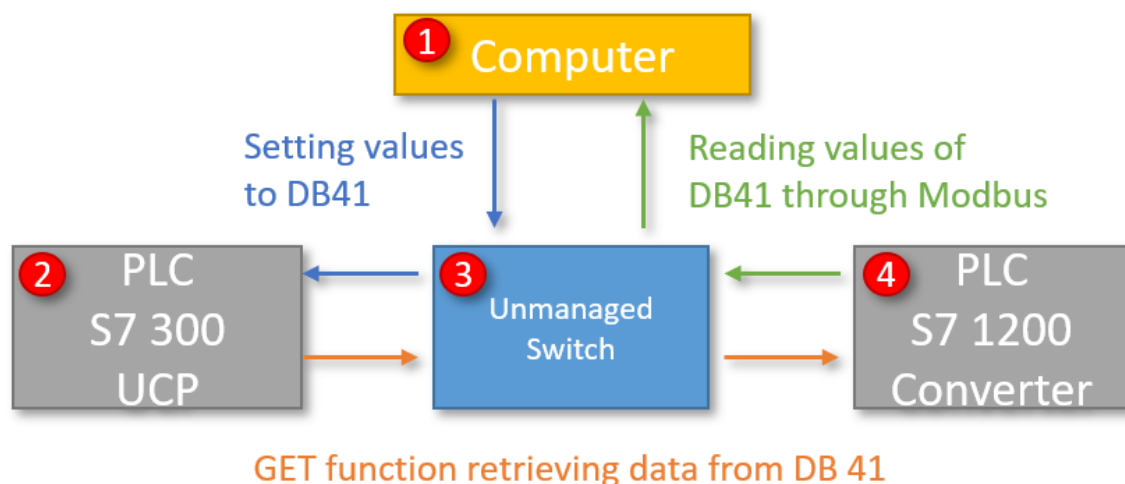 1
Computer
Setting values
to DB41
Reading values of
DB41 through Modbus
2
PLC
S7 300
UCP
3
Unmanaged
Switch
4
PLC
S7 1200
Converter
GET function retrieving data from DB 41